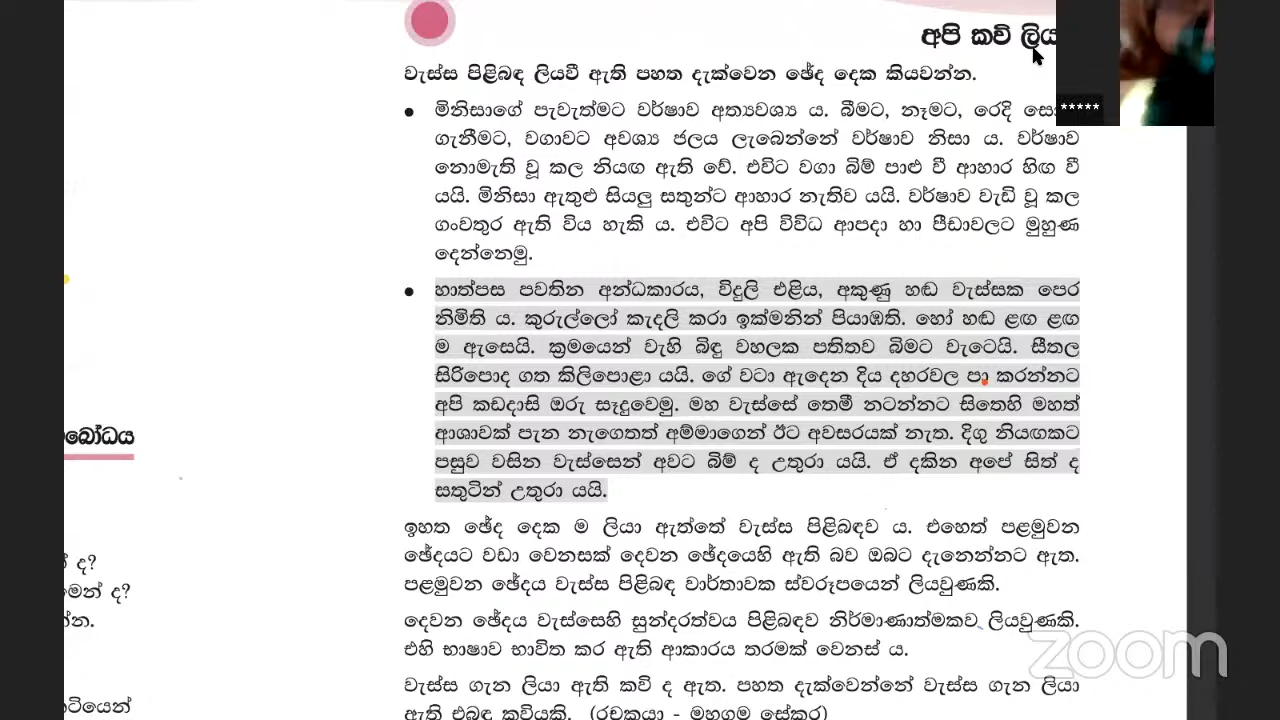 අපි කවි ලිය
*****
වැස්ස පිළිබඳ ලියවී ඇති පහත දැක්වෙන ඡේද දෙක කියවන්න.
● මිනිසාගේ පැවැත්මට වර්ෂාව අත්‍යවශ්‍ය ය. බීමට, නෑමට, රෙදි සෝ
ගැනීමට, වගාවට අවශ්‍ය ජලය ලැබෙන්නේ වර්ෂාව නිසා ය. වර්ෂාව
නොමැති වූ කල නියඟ ඇති වේ. එවිට වගා බිම් පාළු වී ආහාර හිඟ වී
යයි. මිනිසා ඇතුළු සියලු සතුන්ට ආහාර නැතිව යයි. වර්ෂාව වැඩි වූ කල
ගංවතුර ඇති විය හැකි ය. එවිට අපි විවිධ ආපදා හා පීඩාවලට මුහුණ
දෙන්නෙමු.
● හාත්පස පවතින අන්ධකාරය, විදුලි එළිය, අකුණු හඬ වැස්සක පෙර
නිමිති ය. කුරුල්ලෝ කැදලි කරා ඉක්මනින් පියාඹති. හෝ හඬ ළඟ ළඟ
ම ඇසෙයි. ක්‍රමයෙන් වැහි බිඳු වහලක පතිතව බිමට වැටෙයි. සීතල
සිරිපොද ගත කිලිපොළා යයි. ගේ වටා ඇදෙන දිය දහරවල පා කරන්නට
අපි කඩදාසි ඔරු සෑදුවෙමු. මහ වැස්සේ තෙමී නටන්නට සිතෙහි මහත්
ආශාවක් පැන නැගෙතත් අම්මාගෙන් ඊට අවසරයක් නැත. දිගු නියඟකට
පසුව වසින වැස්සෙන් අවට බිම් ද උතුරා යයි. ඒ දකින අපේ සිත් ද
සතුටින් උතුරා යයි.
බෝධය
ඉහත ඡේද දෙක ම ලියා ඇත්තේ වැස්ස පිළිබඳව ය. එහෙත් පළමුවන
ඡේදයට වඩා වෙනසක් දෙවන ඡේදයෙහි ඇති බව ඔබට දැනෙන්නට ඇත.
පළමුවන ඡේදය වැස්ස පිළිබඳ වාර්තාවක ස්වරූපයෙන් ලියවුණකි.
ද?
මෙන් ද?
න්න.
දෙවන ඡේදය වැස්සෙහි සුන්දරත්වය පිළිබඳව නිර්මාණාත්මකව ලියවුණකි.
එහි භාෂාව භාවිත කර ඇති ආකාරය තරමක් වෙනස් ය.
zoom
වැස්ස ගැන ලියා ඇති කවි ද ඇත. පහත දැක්වෙන්නේ වැස්ස ගැන ලියා
ඇති එබඳු කවියකි. (රචකයා - මහගම සේකර)
ටියෙන්